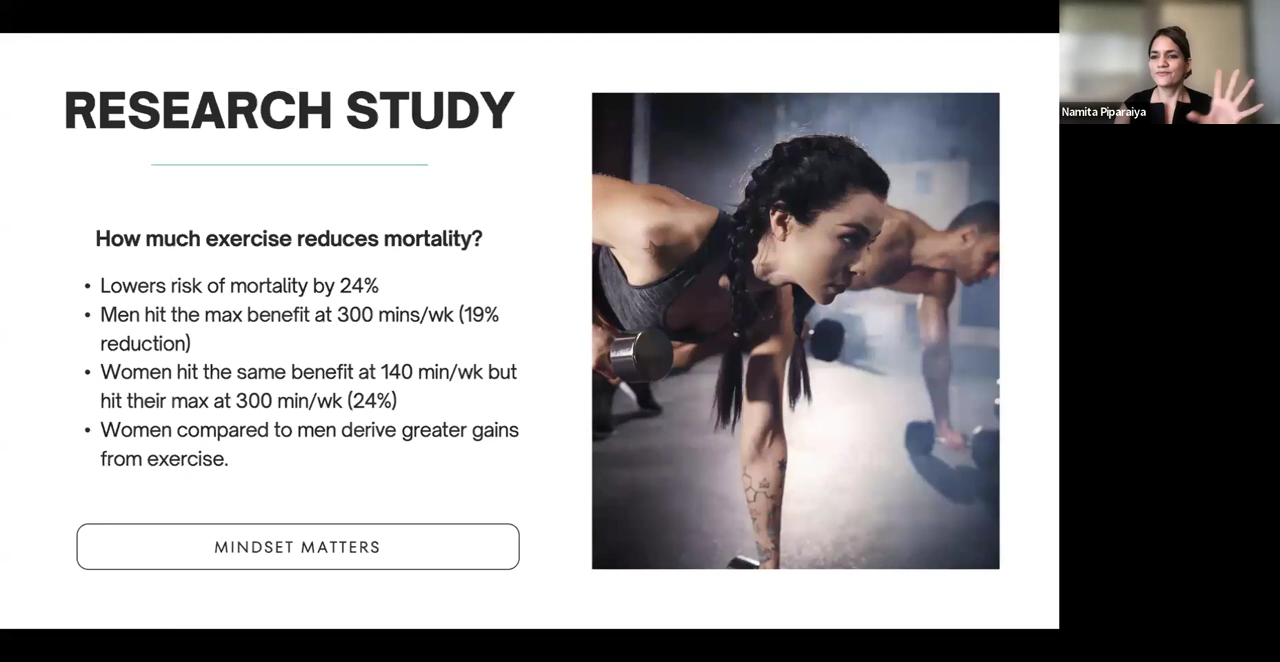 RESEARCH STUDY
How much exercise reduces mortality?
• Lowers risk of mortality by 24%
• Men hit the max benefit at 300 mins/wk (19%
reduction)
• Women hit the same benefit at 140 min/wk but
hit their max at 300 min/wk (24%)
• Women compared to men derive greater gains
from exercise.
MINDSET MATTERS
Namita Piparaiya